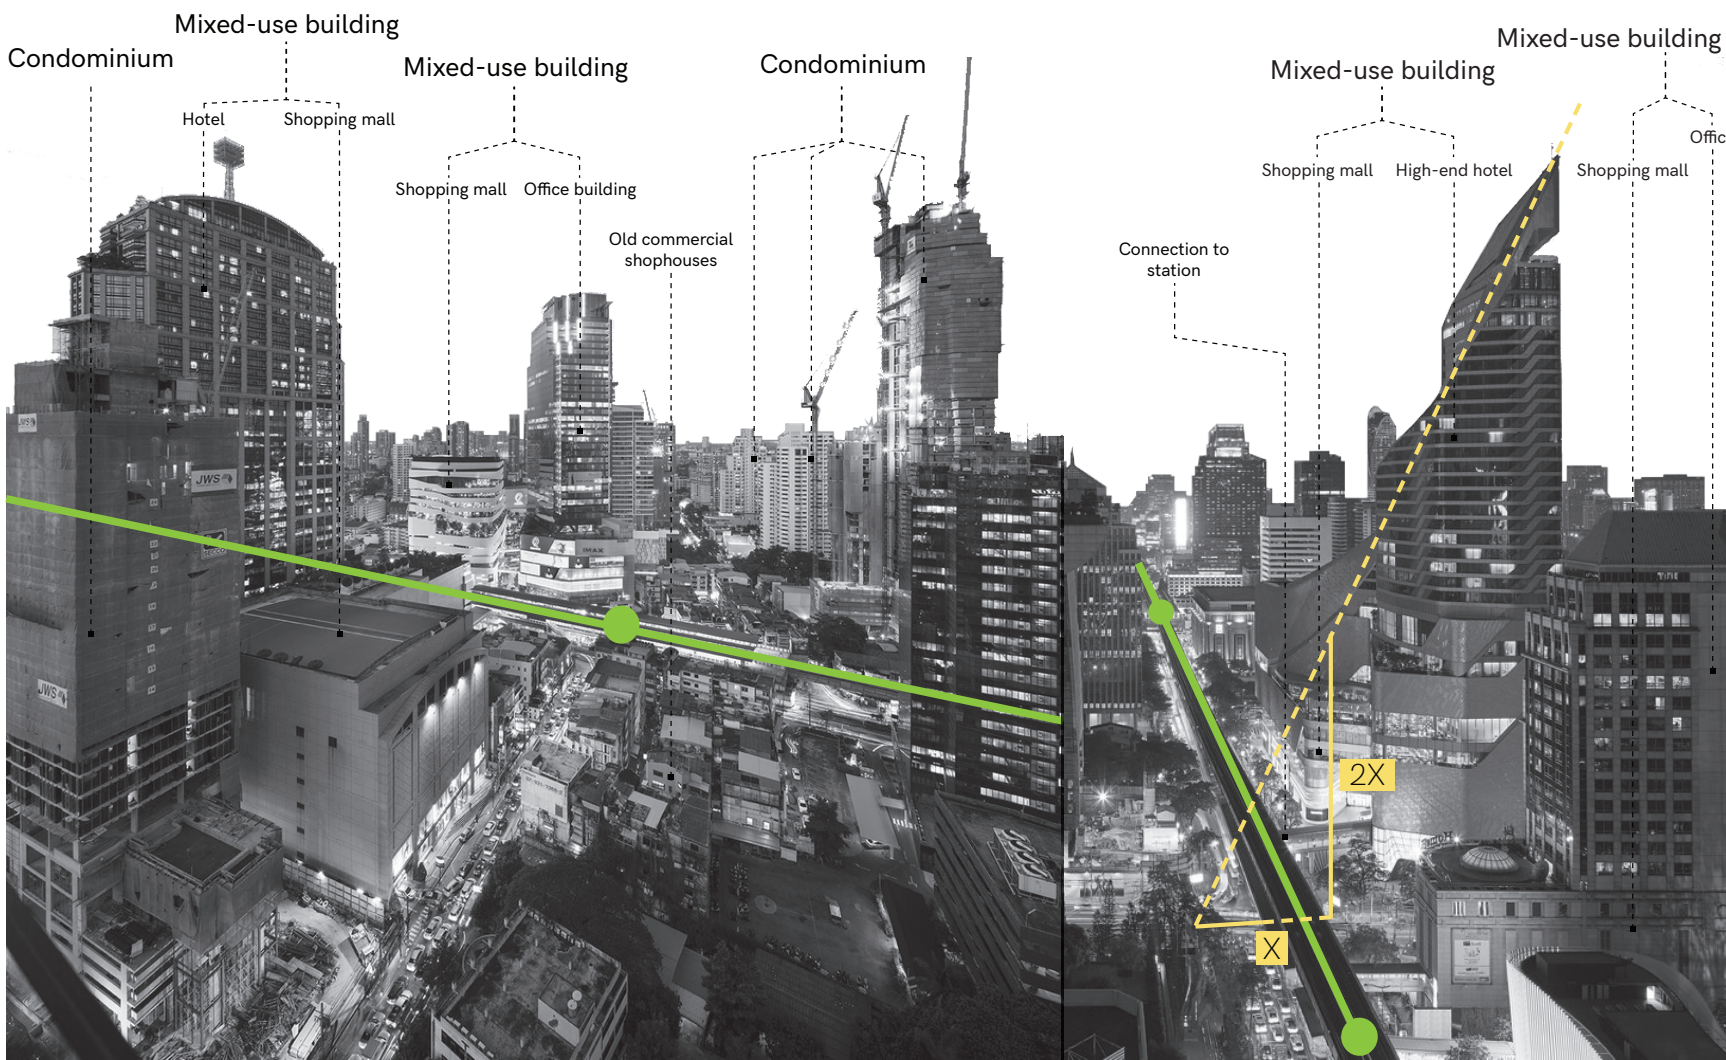 Mixed-use building
Condominium
Hotel
Shopping mall
Mixed-use building
Shopping mall
Office building
Old commercial
shophouses
Condominium
Mixed-use building
Mixed-use building
Shopping mall
High-end hotel
Shopping mall
Offic
Connection to
station
2X
X
JWS
JWS
JWS
IMAX